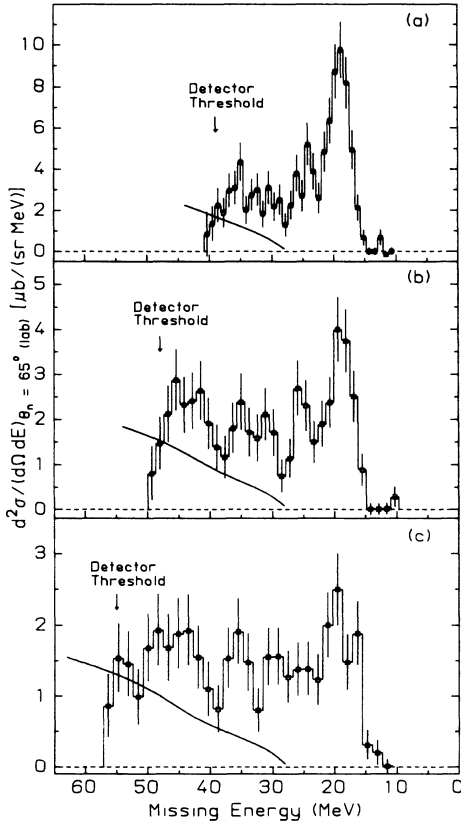 (a)
10
8
6
4
2
0
Detector
Threshold
(b)
5
4
3
2
1
0
Detector
Threshold
(c)
3
2
1
0
Detector
Threshold
d²σ/(dΩ dE)θₙ = 65° (lab) [μb/(sr MeV)]
60 50 40 30 20 10 0
Missing Energy (MeV)